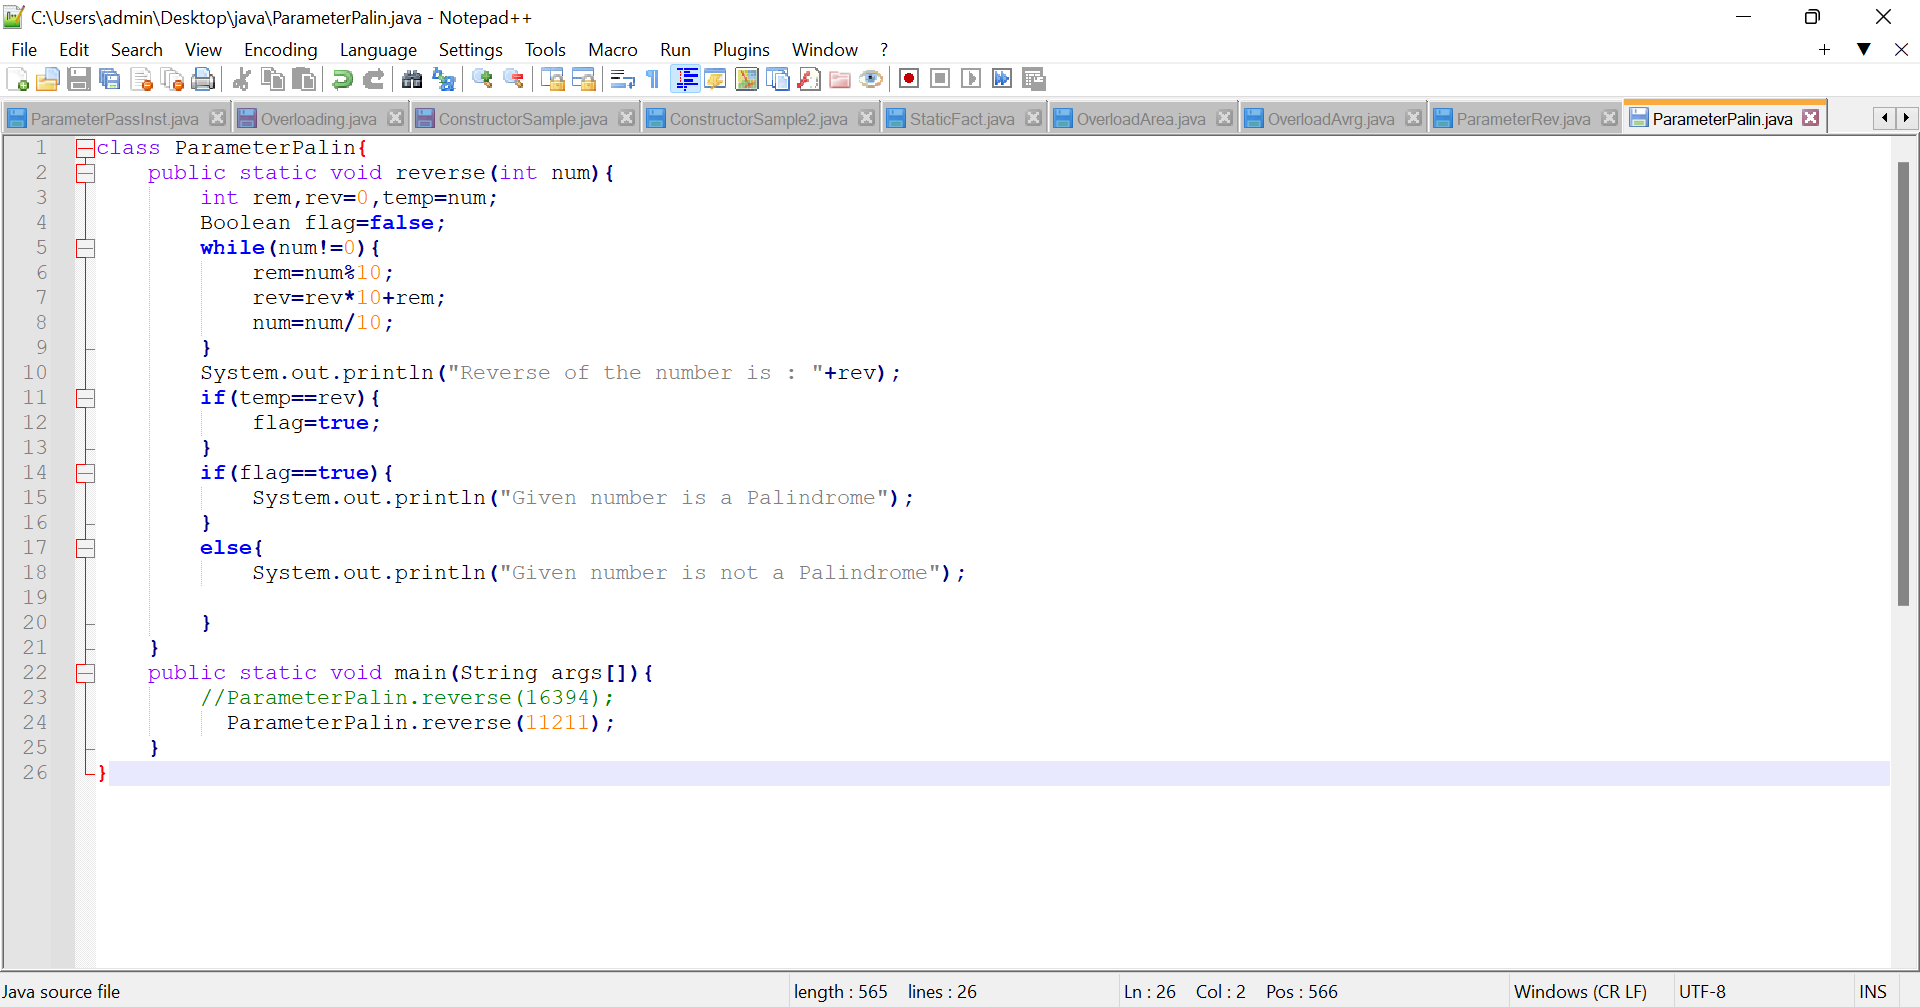 C:\Users\admin\Desktop\java\ParameterPalin.java - Notepad++
File Edit Search View Encoding Language Settings Tools Macro Run Plugins Window ?
ParameterPassInst.java Overloading.java ConstructorSample.java ConstructorSample2.java StaticFact.java OverloadArea.java OverloadAvrg.java ParameterRev.java ParameterPalin.java
1 class ParameterPalin{
2 public static void reverse(int num){
3 int rem,rev=0,temp=num;
4 Boolean flag=false;
5 while(num!=0){
6 rem=num%10;
7 rev=rev*10+rem;
8 num=num/10;
9 }
10 System.out.println("Reverse of the number is : "+rev);
11 if(temp==rev){
12 flag=true;
13 }
14 if(flag==true){
15 System.out.println("Given number is a Palindrome");
16 }
17 else{
18 System.out.println("Given number is not a Palindrome");
19
20 }
21 }
22 public static void main(String args[]){
23 //ParameterPalin.reverse(16394);
24 ParameterPalin.reverse(11211);
25 }
26 }
Java source file length : 565 lines : 26 Ln : 26 Col : 2 Pos : 566 Windows (CR LF) UTF-8 INS